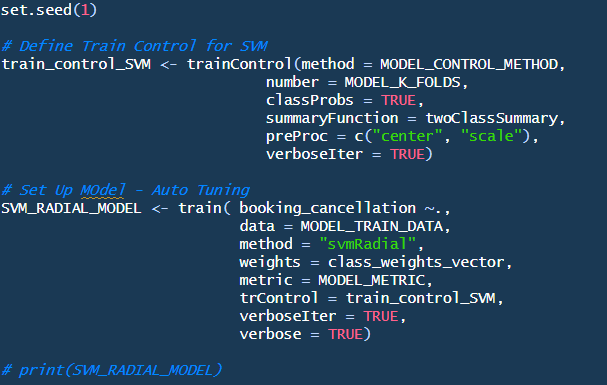 set.seed(1)
# Define Train Control for SVM
train_control_SVM <- trainControl(method = MODEL_CONTROL_METHOD,
number = MODEL_K_FOLDS,
classProbs = TRUE,
summaryFunction = twoClassSummary,
preProc = c("center", "scale"),
verboseIter = TRUE)
# Set Up MOdel - Auto Tuning
SVM_RADIAL_MODEL <- train( booking_cancellation ~.,
data = MODEL_TRAIN_DATA,
method = "svmRadial",
weights = class_weights_vector,
metric = MODEL_METRIC,
trControl = train_control_SVM,
verboseIter = TRUE,
verbose = TRUE)
# print(SVM_RADIAL_MODEL)